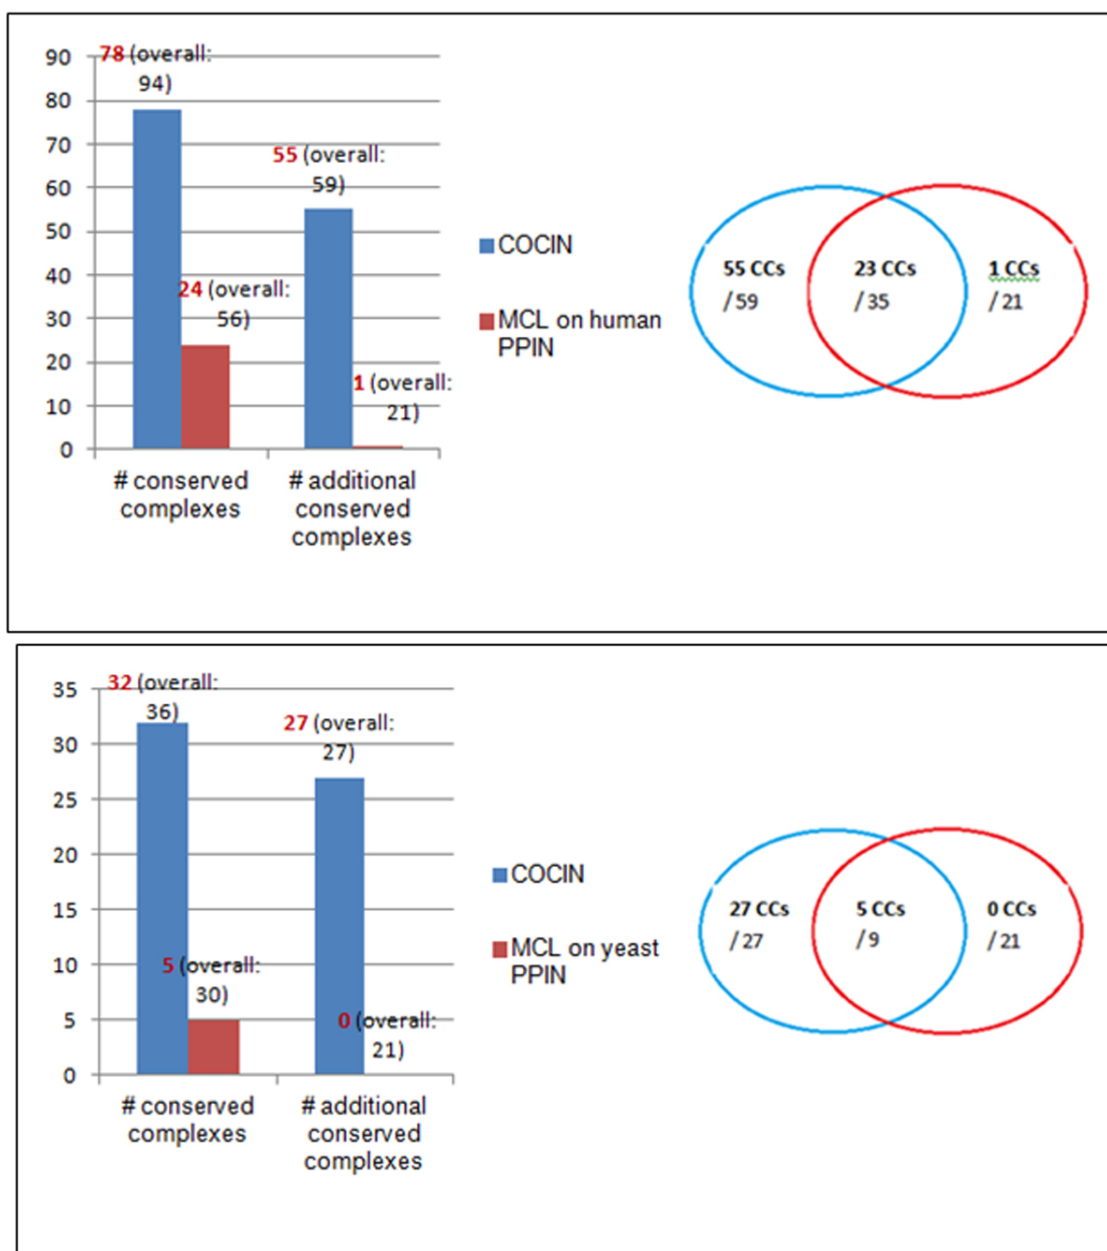 90
80
70
60
50
40
30
20
10
0
78 (overall:
94)
55 (overall:
59)
24 (overall:
56)
1 (overall:
21)
# conserved
complexes
# additional
conserved
complexes
COCIN
MCL on human
PPIN
55 CCs
/ 59
23 CCs
/ 35
1 CCs
/ 21
35
30
25
20
15
10
5
0
32 (overall:
36)
27 (overall:
27)
5 (overall:
30)
0 (overall:
21)
# conserved
complexes
# additional
conserved
complexes
COCIN
MCL on yeast
PPIN
27 CCs
/ 27
5 CCs
/ 9
0 CCs
/ 21